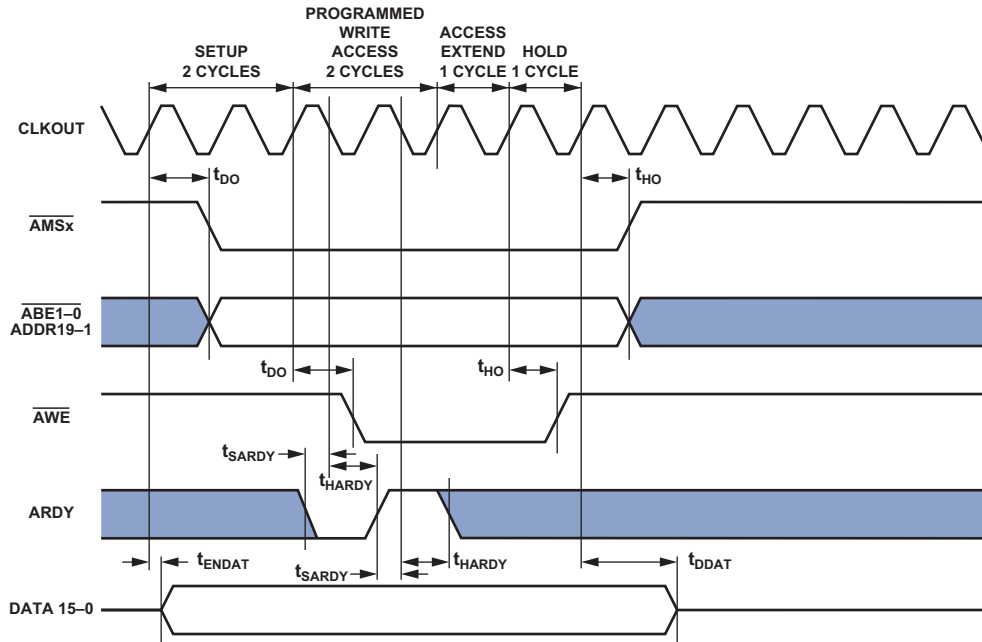 SETUP
2 CYCLES
PROGRAMMED
WRITE
ACCESS
2 CYCLES
ACCESS
EXTEND
1 CYCLE
HOLD
1 CYCLE
CLKOUT
tDO
tHO
AMSx
ABE1–0
ADDR19–1
tDO
tHO
AWE
tSARDY
tHARDY
ARDY
tENDAT
tSARDY
tHARDY
tDDAT
DATA 15–0